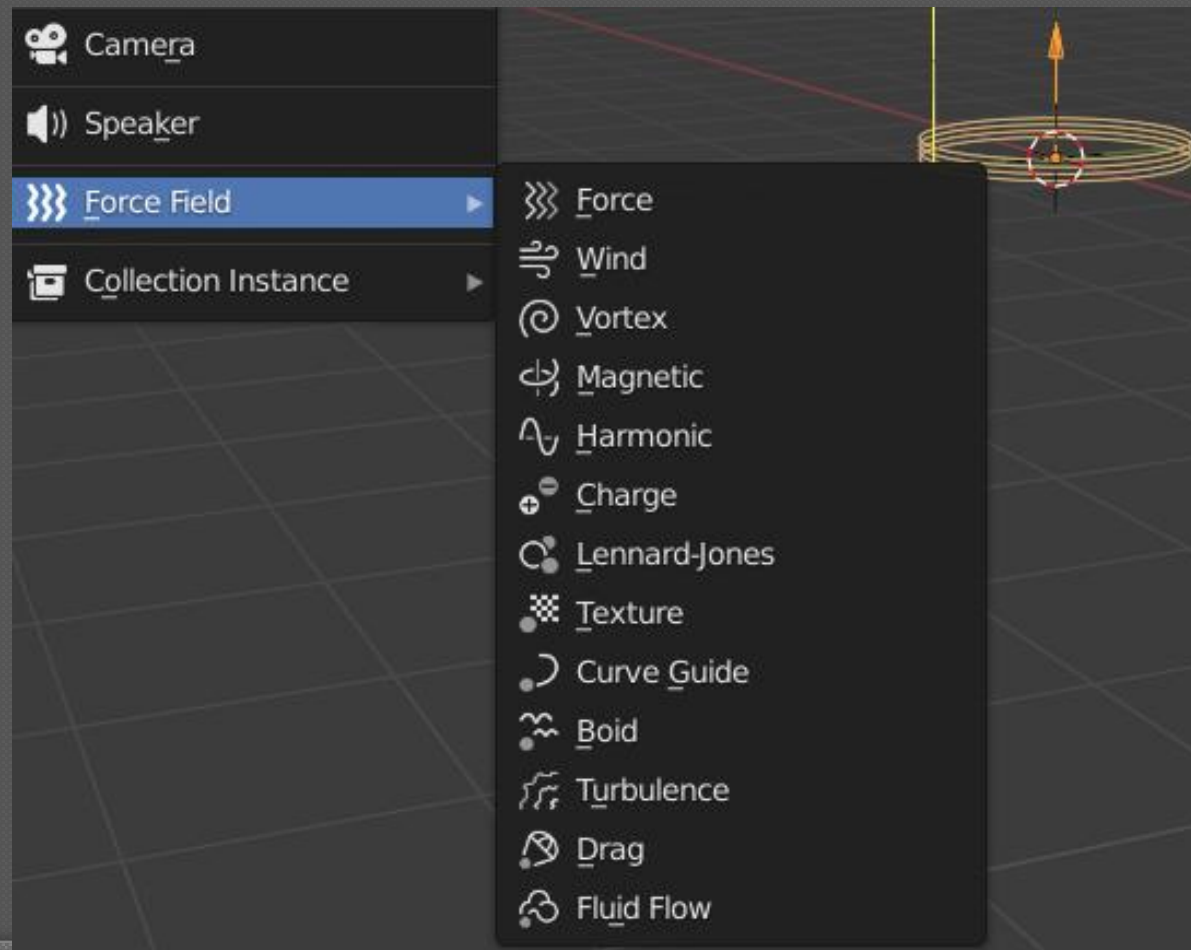 Camera
Speaker
Force Field
Collection Instance
Force
Wind
Vortex
Magnetic
Harmonic
Charge
Lennard-Jones
Texture
Curve Guide
Boid
Turbulence
Drag
Fluid Flow